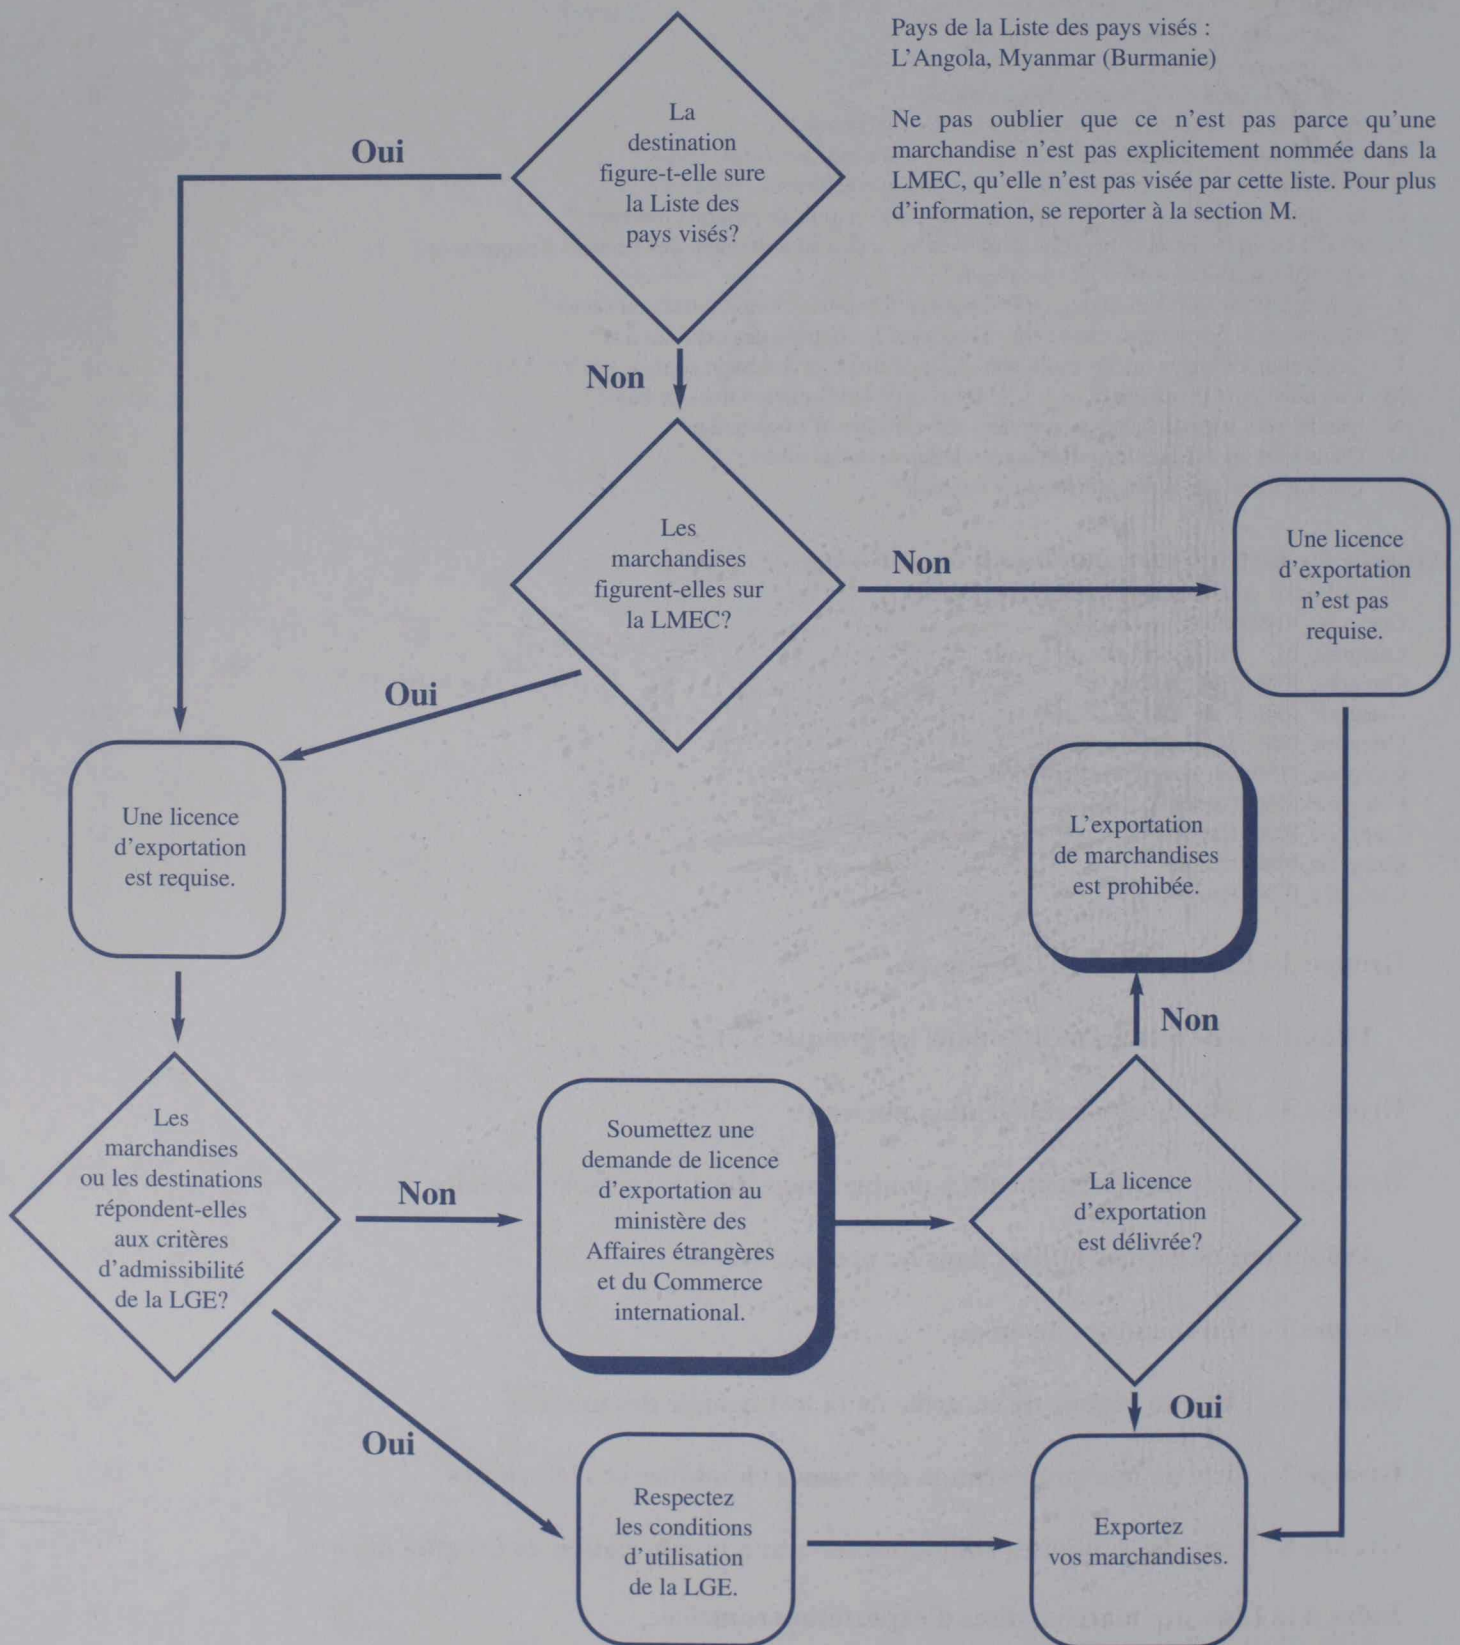 Pays de la Liste des pays visés :
L'Angola, Myanmar (Burmanie)
Ne pas oublier que ce n'est pas parce qu'une
marchandise n'est pas explicitement nommée dans la
LMEC, qu'elle n'est pas visée par cette liste. Pour plus
d'information, se reporter à la section M.
La
destination
figure-t-elle sure
la Liste des
pays visés?
Oui
Non
Les
marchandises
figurent-elles sur
la LMEC?
Non
Une licence
d'exportation
n'est pas
requise.
Oui
Une licence
d'exportation
est requise.
L'exportation
de marchandises
est prohibée.
Non
Les
marchandises
ou les destinations
répondent-elles
aux critères
d'admissibilité
de la LGE?
Non
Soumettez une
demande de licence
d'exportation au
ministère des
Affaires étrangères
et du Commerce
international.
La licence
d'exportation
est délivrée?
Oui
Oui
Respectez
les conditions
d'utilisation
de la LGE.
Exportez
vos marchandises.